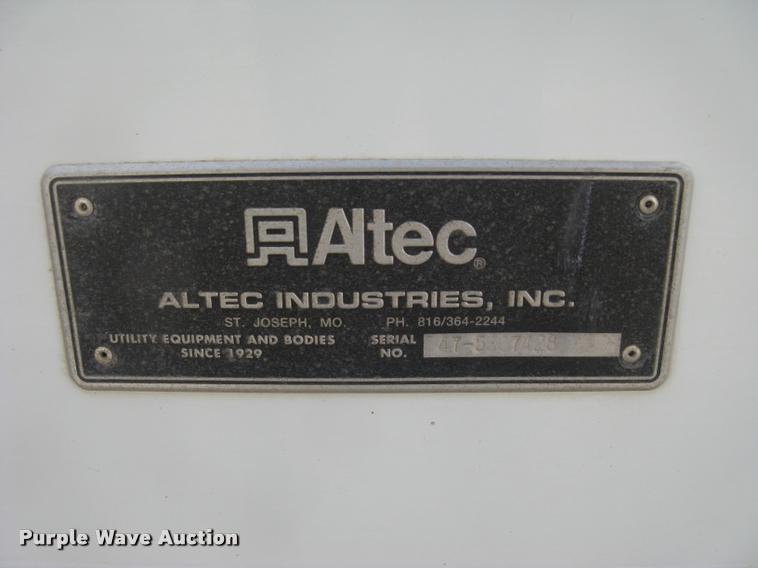 Altec®
ALTEC INDUSTRIES, INC.
ST. JOSEPH, MO. PH. 816/364-2244
UTILITY EQUIPMENT AND BODIES
SINCE 1929
SERIAL
NO.
Purple Wave Auction